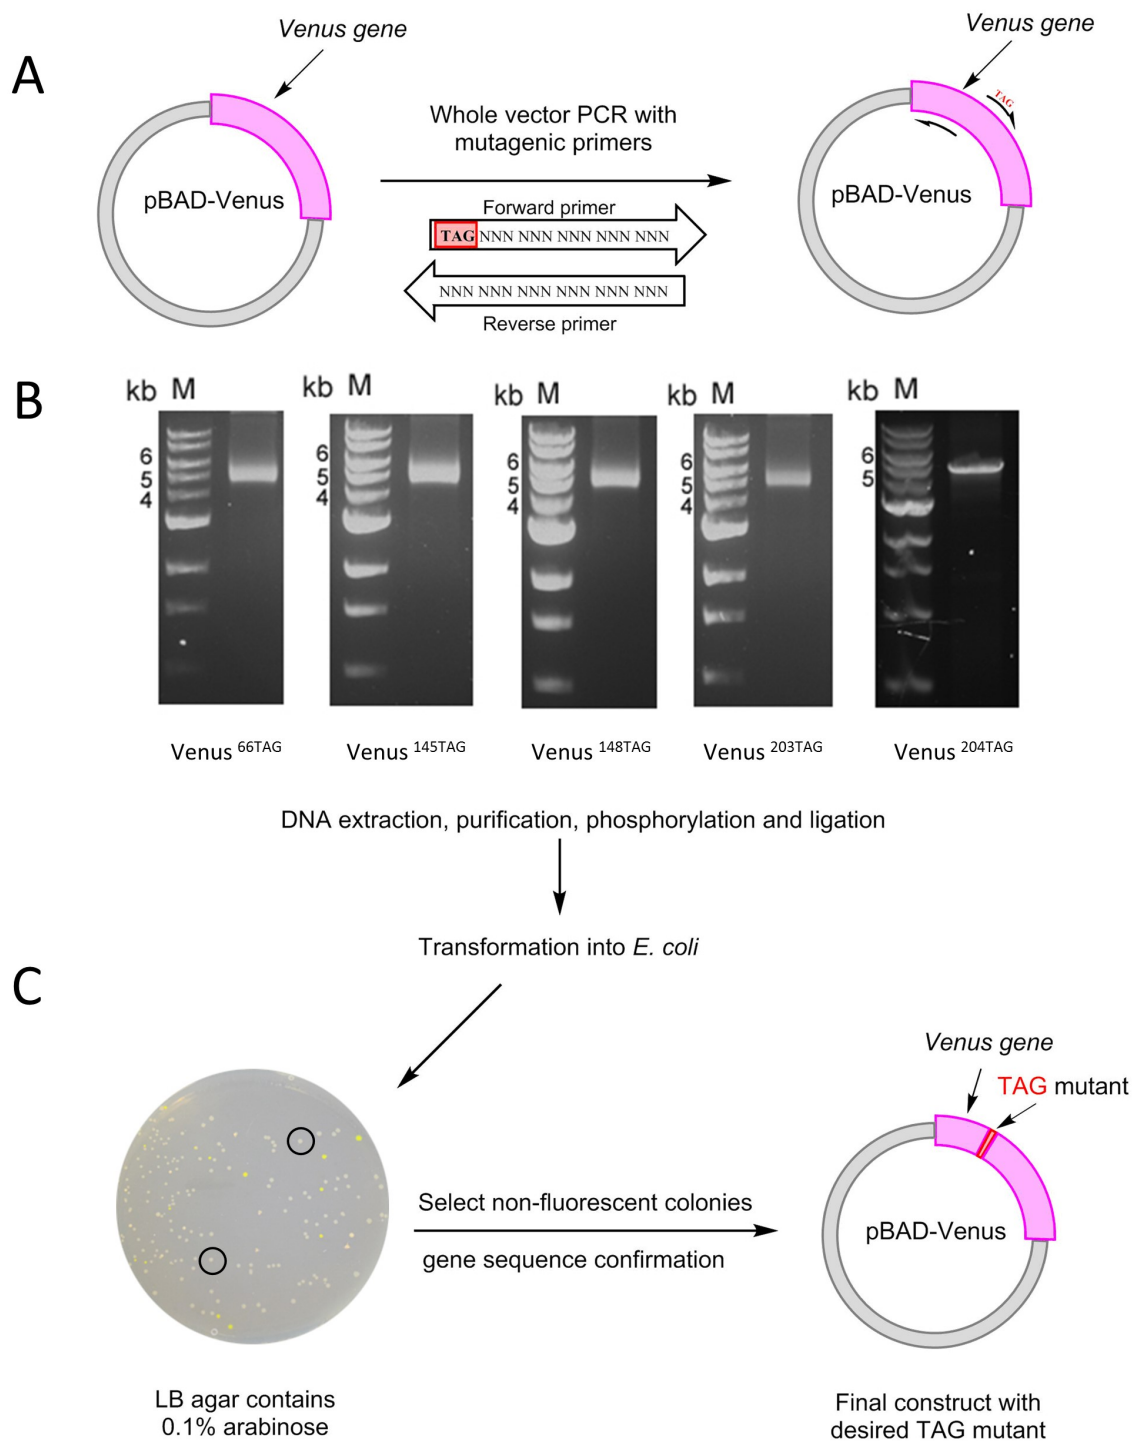 A
Venus gene
pBAD-Venus
Whole vector PCR with
mutagenic primers
Forward primer
TAG NNN NNN NNN NNN NNN
NNN NNN NNN NNN NNN NNN
Reverse primer
Venus gene
TAG
pBAD-Venus
B
kb M
6
5
4
kb M
6
5
4
kb M
6
5
4
kb M
6
5
4
kb M
6
5
Venus 66TAG
Venus 145TAG
Venus 148TAG
Venus 203TAG
Venus 204TAG
DNA extraction, purification, phosphorylation and ligation
Transformation into E. coli
C
Select non-fluorescent colonies
gene sequence confirmation
LB agar contains
0.1% arabinose
Venus gene
TAG mutant
pBAD-Venus
Final construct with
desired TAG mutant